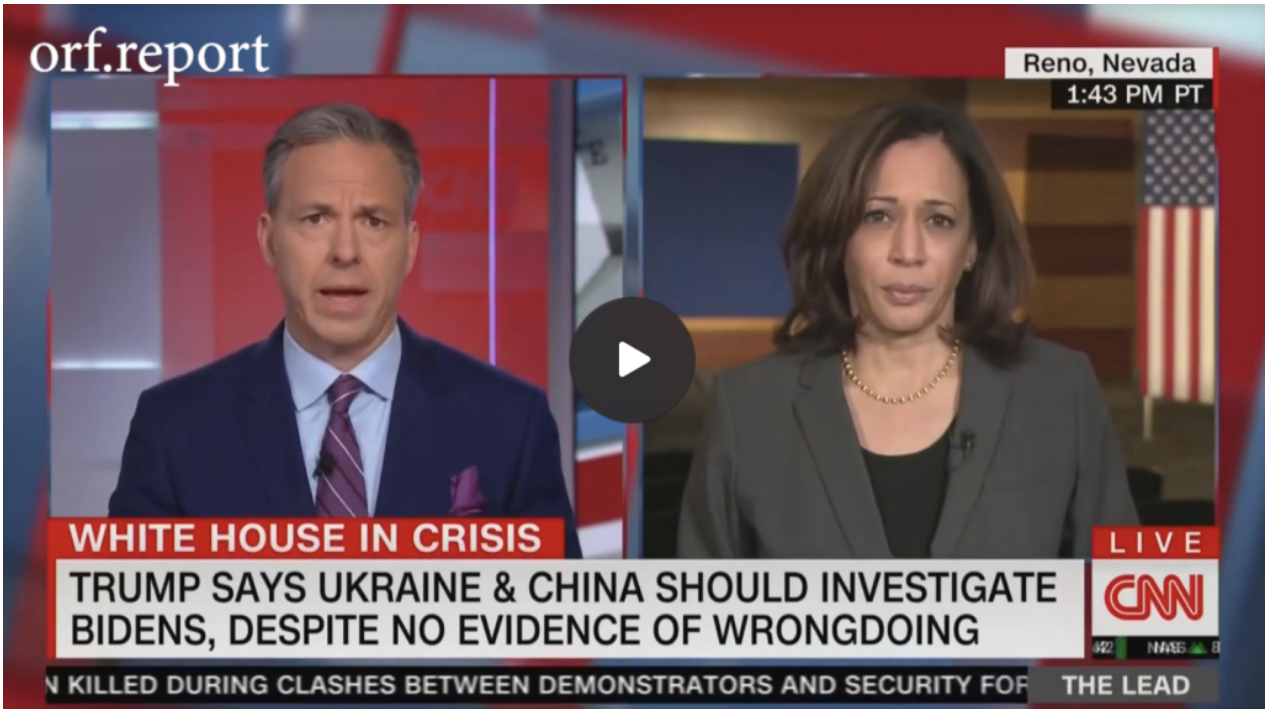 orf.report
Reno, Nevada
1:43 PM PT
WHITE HOUSE IN CRISIS
LIVE
TRUMP SAYS UKRAINE & CHINA SHOULD INVESTIGATE
BIDENS, DESPITE NO EVIDENCE OF WRONGDOING
CNN
N KILLED DURING CLASHES BETWEEN DEMONSTRATORS AND SECURITY FOR
THE LEAD